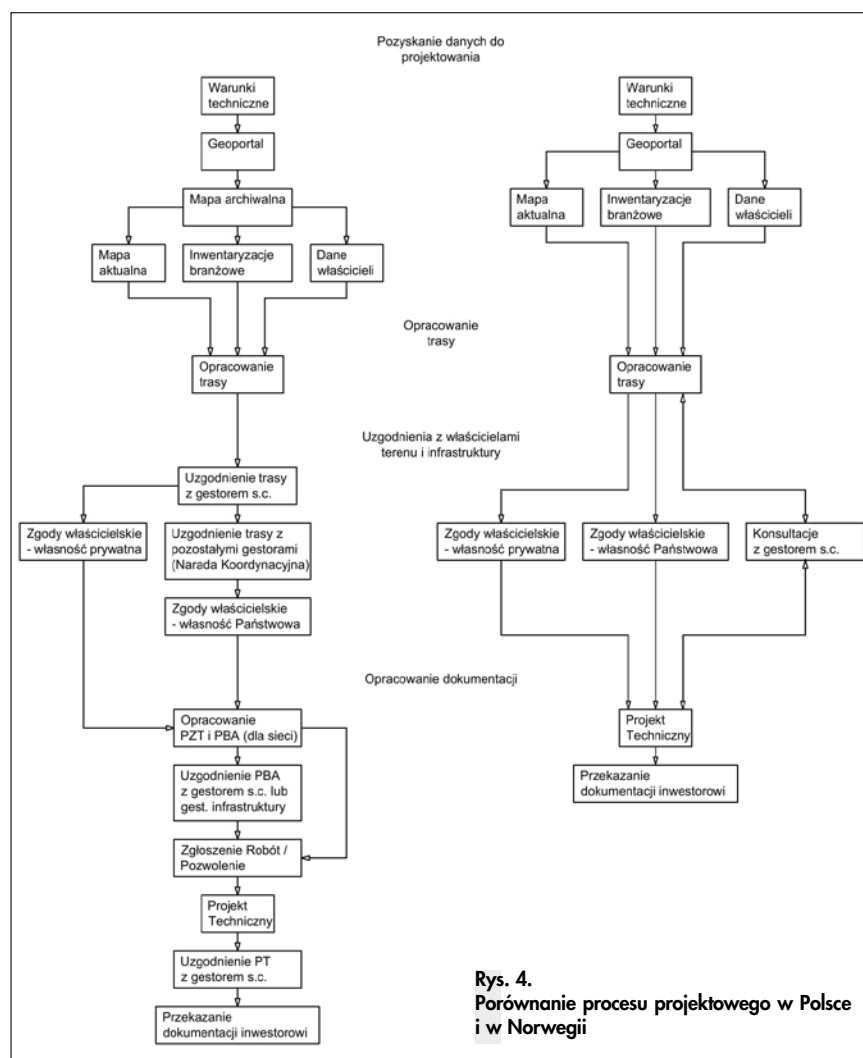 Pozyskanie danych do
projektowania
Warunki
techniczne
Geoportal
Mapa archiwalna
Mapa
aktualna
Inwentaryzacje
branżowe
Dane
właścicieli
Opracowanie
trasy
Uzgodnienie trasy
z gestorem s.c.
Zgody właścicielskie
- własność prywatna
Uzgodnienie trasy z
pozostałymi gestorami
(Narada Koordynacyjna)
Zgody właścicielskie
- własność Państwowa
Opracowanie
PZT i PBA (dla sieci)
Uzgodnienie PBA
z gestorem s.c. lub
gest. infrastruktury
Zgłoszenie Robót /
Pozwolenie
Projekt
Techniczny
Uzgodnienie PT
z gestorem s.c.
Przekazanie
dokumentacji inwestorowi
Opracowanie
trasy
Uzgodnienia z właścicielami
terenu i infrastruktury
Opracowanie dokumentacji
Warunki
techniczne
Geoportal
Mapa
aktualna
Inwentaryzacje
branżowe
Dane
właścicieli
Opracowanie
trasy
Zgody właścicielskie
- własność prywatna
Zgody właścicielskie
- własność Państwowa
Konsultacje
z gestorem s.c.
Projekt
Techniczny
Przekazanie
dokumentacji inwestorowi
Rys. 4.
Porównanie procesu projektowego w Polsce
i w Norwegii